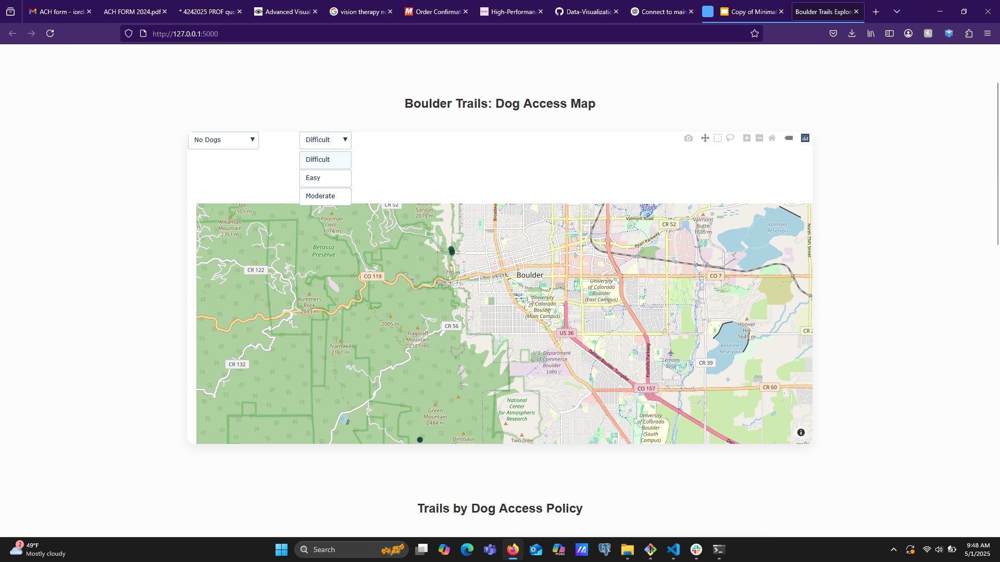 ACH form - iord
ACH FORM 2024.pdf
* 4242025 PROF quo
Advanced Visual
vision therapy n
Order Confirmat
High-Performan
Data-Visualizatio
Connect to main
Copy of Minimal
Boulder Trails Explor
http://127.0.0.1:5000
Boulder Trails: Dog Access Map
No Dogs
Difficult
Difficult
Easy
Moderate
Hill
2101 m
Arkansas
Mountain
2351 m
Poorman
Hill
1974 m
CR 52
Mount
Sanitas
2079 m
Broadway
Airport
Valmont Road
CR 52
Valmont
Butte
1635 m
Valmont
Reservoir
North 75th Street
Pearl Parkway
Betasso
Preserve
CR 122
CO 119
1770 m
Boulder
CO 7
University
of Colorado
Boulder
(East Campus)
University
of Colorado
Boulder
(Main Campus)
Bummers
Rock
2033 m
2005 m
CR 56
Flagstaff
Mountain
2127 m
Tram Hill
2161 m
US 36
Hoover
Hill
1649 m
CR 2
Baseline
Reservoir
CR 132
U.S. Department
of Commerce
Boulder
Labs
Denver Boulder Turnpike
Foothills Parkway
Lemons
Strip
CR 39
CO 157
CR 60
National
Center
for Atmospheric
Research
Green
Mountain
2484 m
University
of Colorado
Boulder
(South
Campus)
Dinosaur
Two Tree
Den
Trails by Dog Access Policy
2
49°F
Mostly cloudy
Search
M365
9:48 AM
5/1/2025